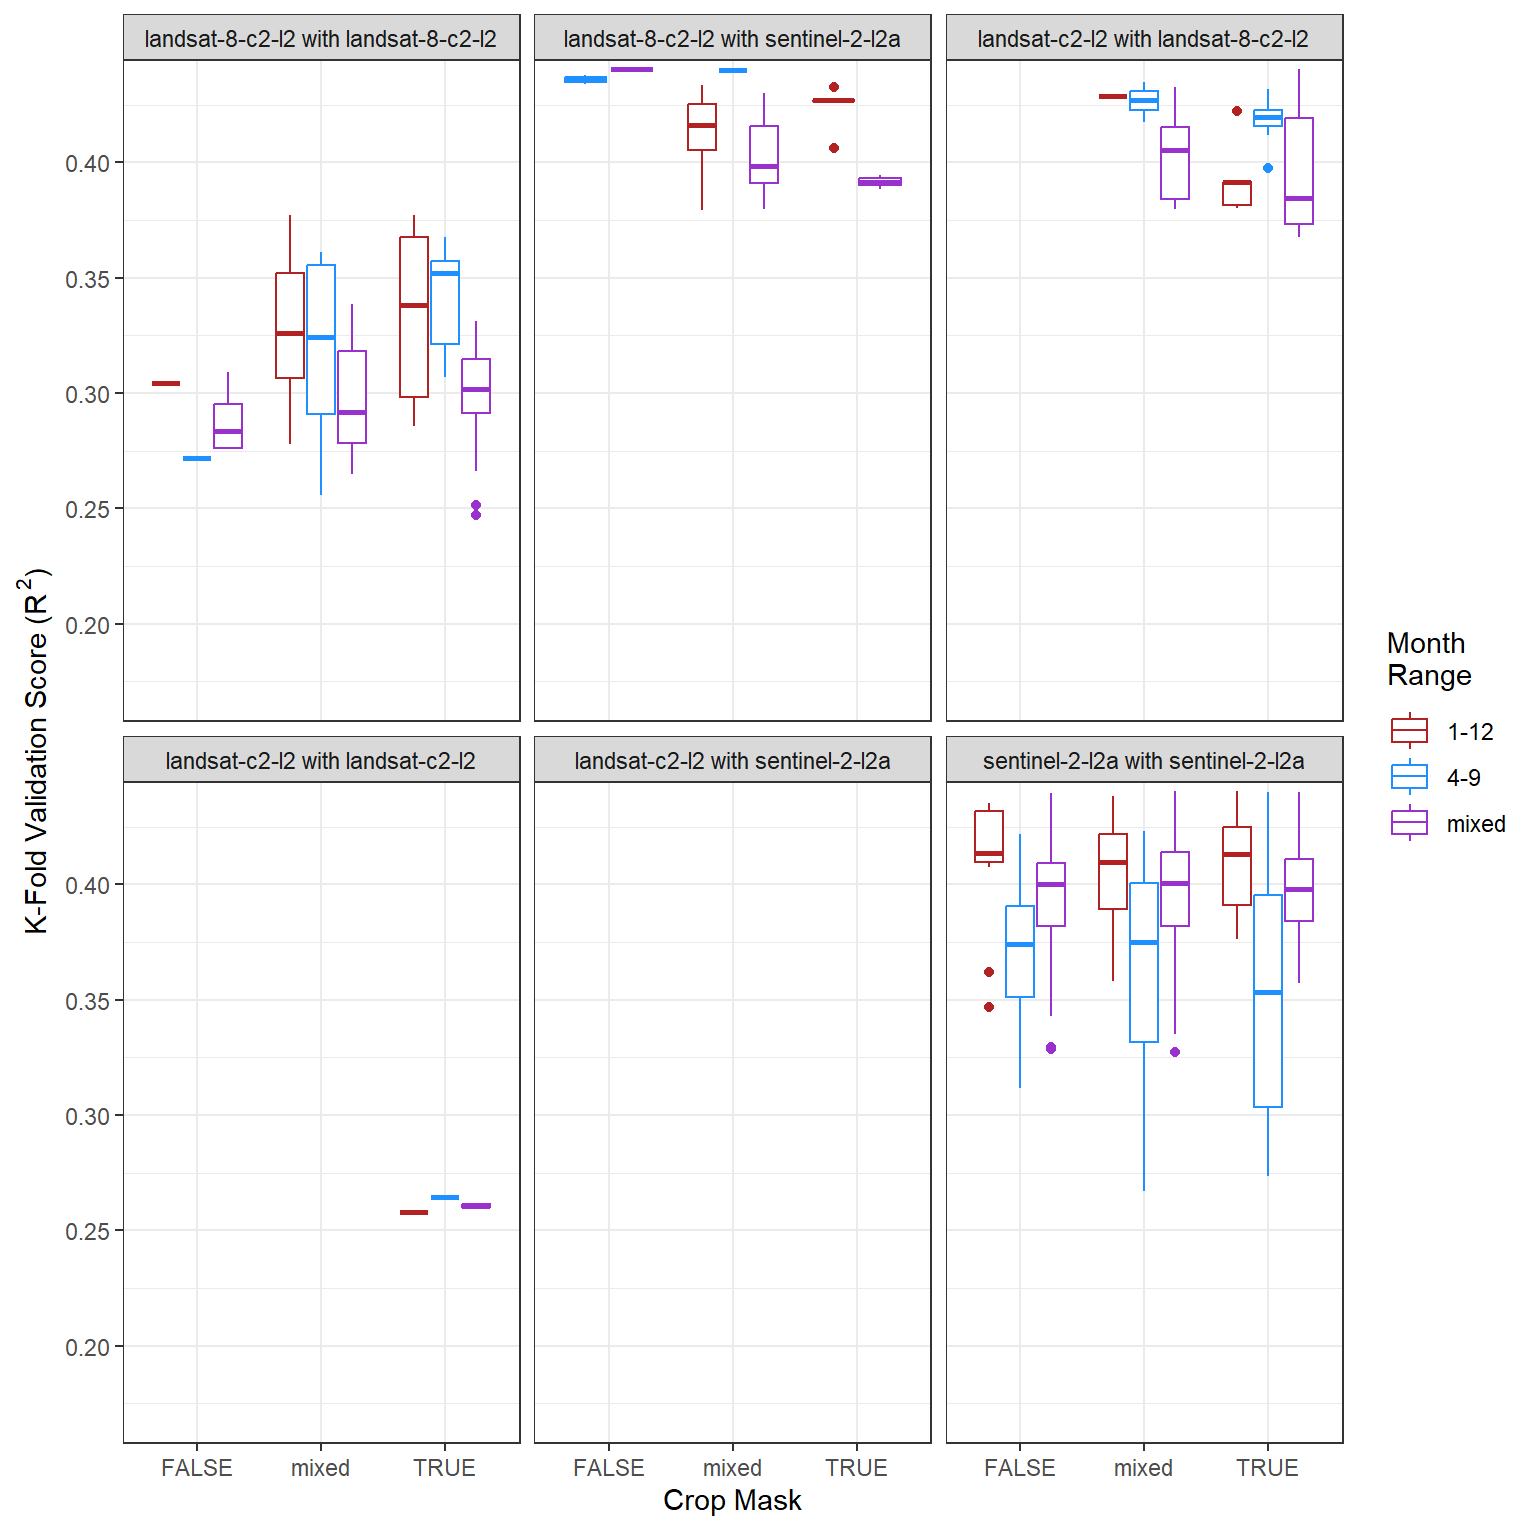 landsat-8-c2-l2 with landsat-8-c2-l2
landsat-8-c2-l2 with sentinel-2-l2a
landsat-c2-l2 with landsat-8-c2-l2
0.40
0.35
0.30
0.25
0.20
landsat-c2-l2 with landsat-c2-l2
landsat-c2-l2 with sentinel-2-l2a
sentinel-2-l2a with sentinel-2-l2a
0.40
0.35
0.30
0.25
0.20
FALSE mixed TRUE
FALSE mixed TRUE
FALSE mixed TRUE
Crop Mask
K-Fold Validation Score (R²)
Month
Range
1-12
4-9
mixed